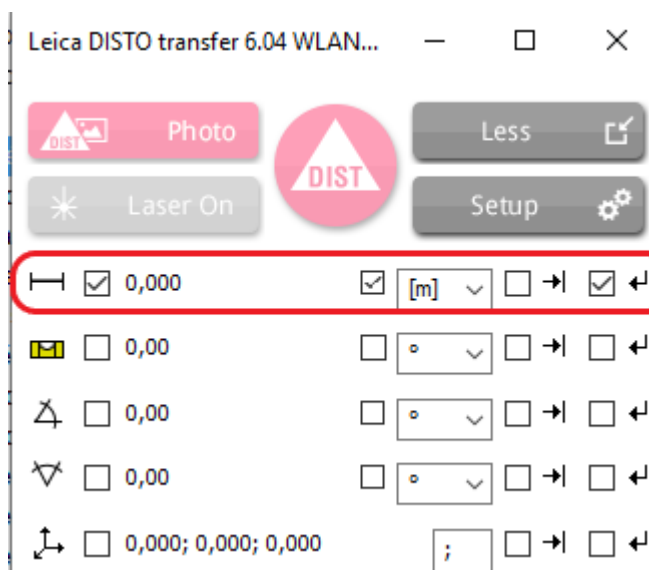 Leica DISTO transfer 6.04 WLAN...
DIST Photo
Less
DIST
Laser On
Setup
0,000 [m]
0,00 °
0,00 °
0,00 °
0,000; 0,000; 0,000 ;